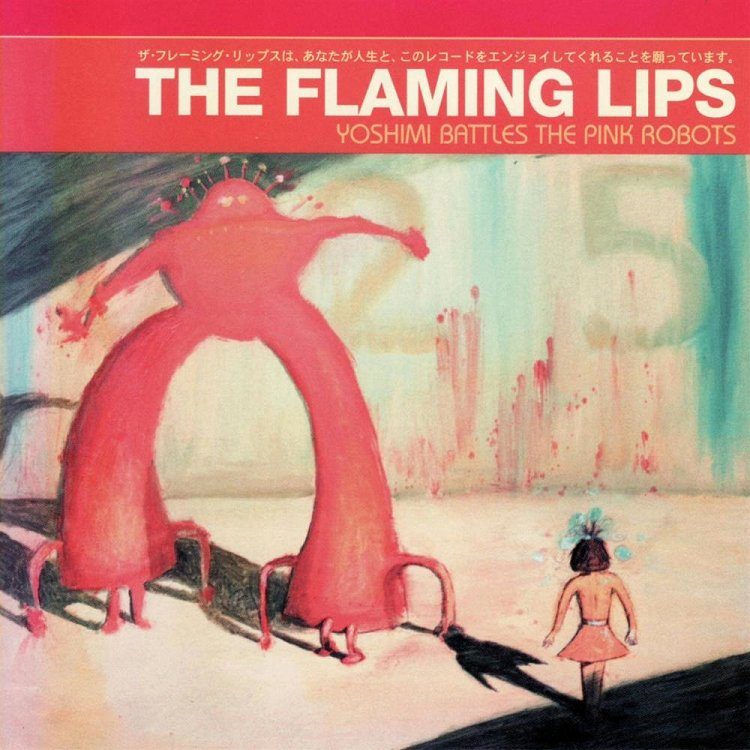 ザ・フレーミング・リップスは、あなたが人生と、このレコードをエンジョイしてくれることを願っています。
THE FLAMING LIPS
YOSHIMI BATTLES THE PINK ROBOTS
25